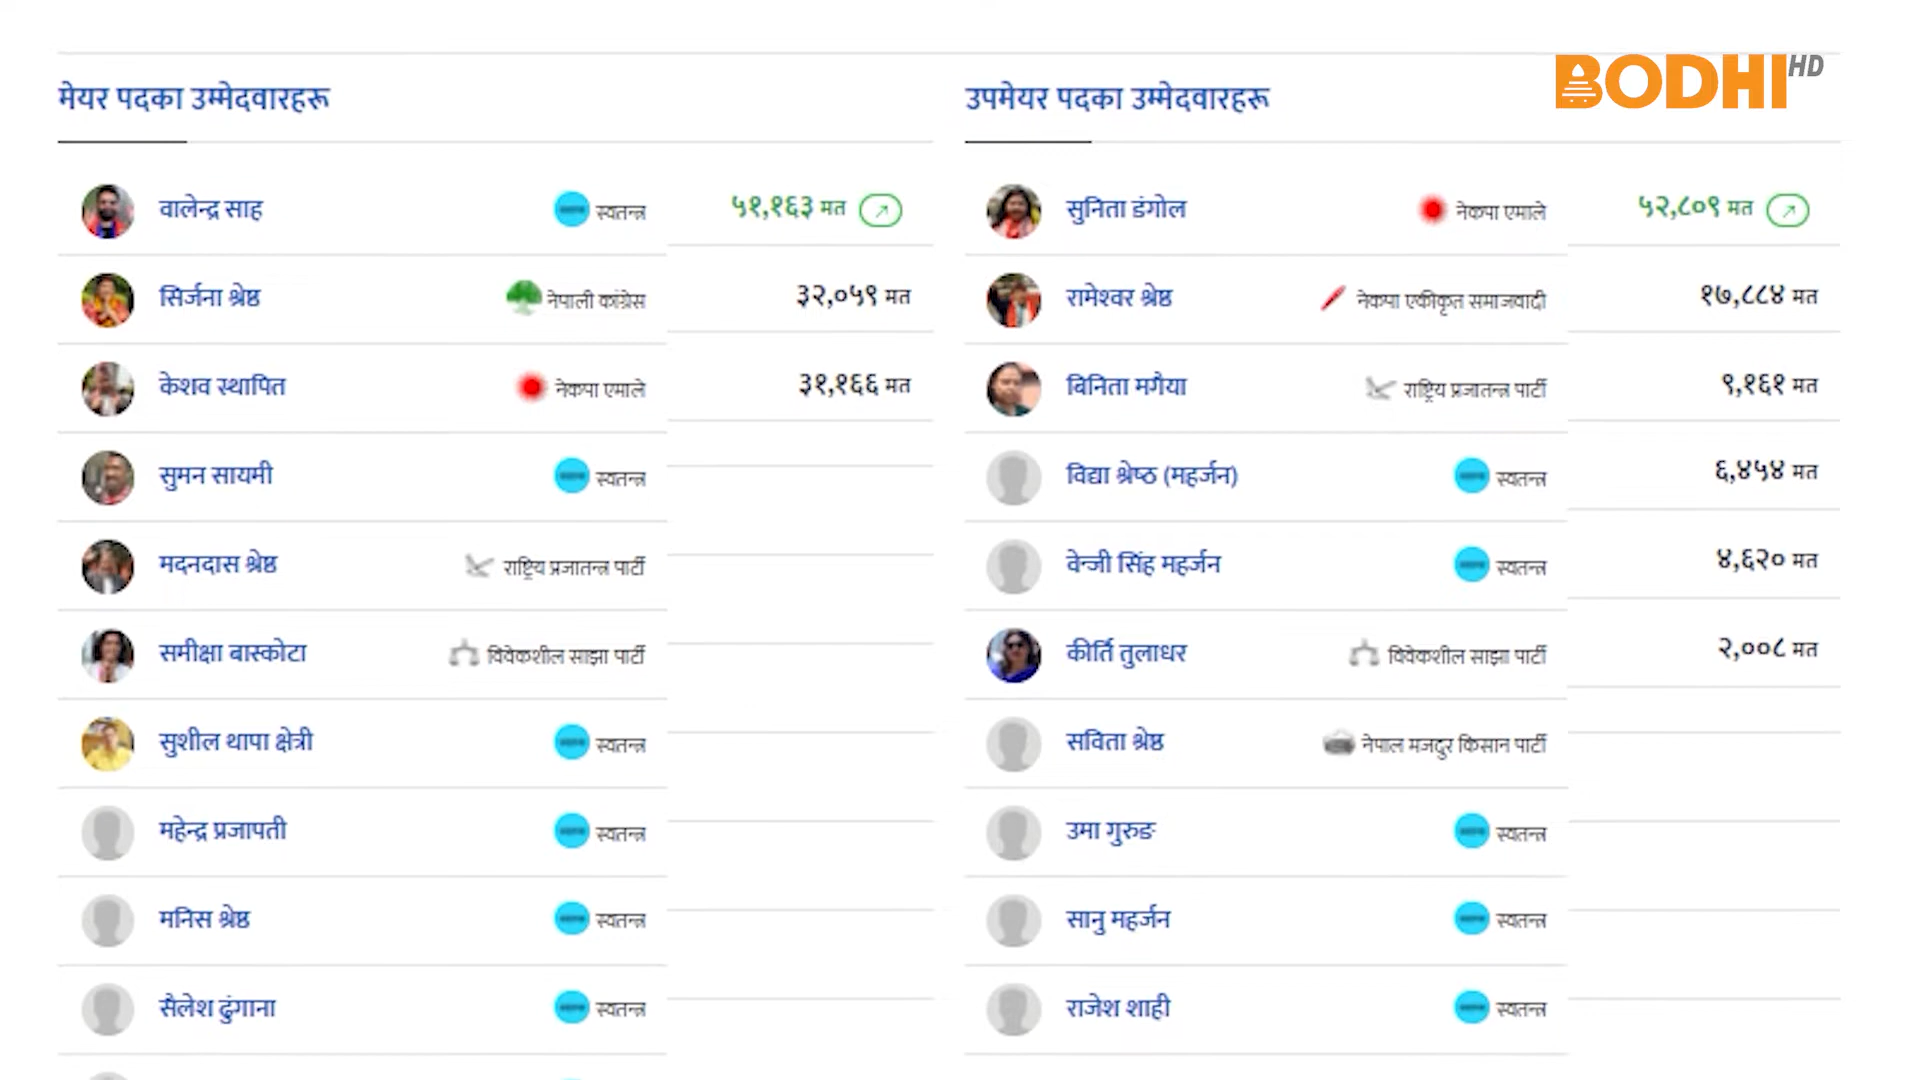 BODHI HD
मेयर पदका उम्मेदवारहरू
वालेन्द्र साह स्वतन्त्र ५१,१६३ मत
सिर्जना श्रेष्ठ नेपाली कांग्रेस ३२,०५९ मत
केशव स्थापित नेकपा एमाले ३१,१६६ मत
सुमन सायमी स्वतन्त्र
मदनदास श्रेष्ठ राष्ट्रिय प्रजातन्त्र पार्टी
समीक्षा बास्कोटा विवेकशील साझा पार्टी
सुशील थापा क्षेत्री स्वतन्त्र
महेन्द्र प्रजापती स्वतन्त्र
मनिस श्रेष्ठ स्वतन्त्र
सैलेश ढुंगाना स्वतन्त्र
उपमेयर पदका उम्मेदवारहरू
सुनिता डंगोल नेकपा एमाले ५२,८०९ मत
रामेश्वर श्रेष्ठ नेकपा एकीकृत समाजवादी १७,८८४ मत
बिनिता मगैया राष्ट्रिय प्रजातन्त्र पार्टी ९,१६१ मत
विद्या श्रेष्ठ (महर्जन) स्वतन्त्र ६,४५४ मत
वेन्जी सिंह महर्जन स्वतन्त्र ४,६२० मत
कीर्ति तुलाधर विवेकशील साझा पार्टी २,००८ मत
सविता श्रेष्ठ नेपाल मजदुर किसान पार्टी
उमा गुरुङ स्वतन्त्र
सानु महर्जन स्वतन्त्र
राजेश शाही स्वतन्त्र